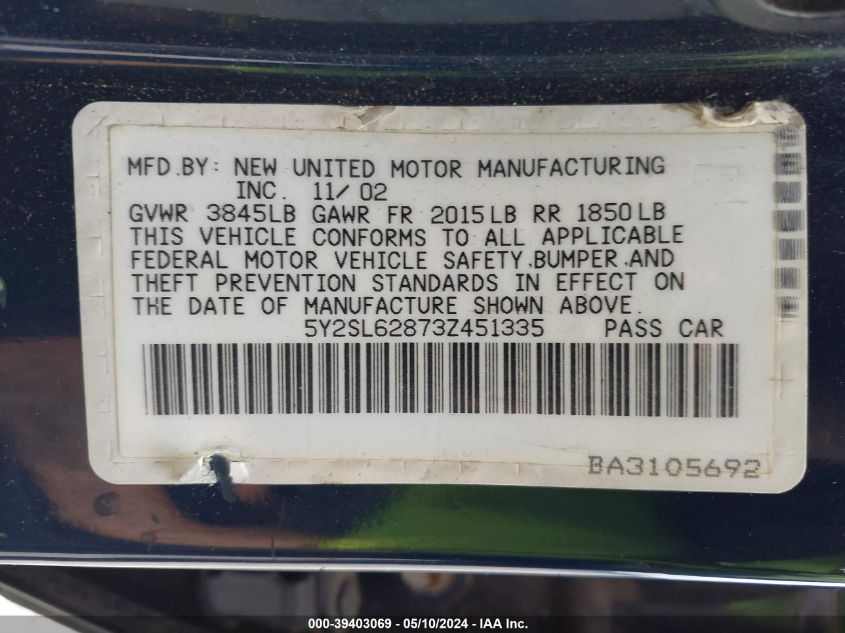 MFD.BY: NEW UNITED MOTOR MANUFACTURING
INC. 11/ 02
GVWR 3845LB GAWR FR 2015LB RR 1850LB
THIS VEHICLE CONFORMS TO ALL APPLICABLE
FEDERAL MOTOR VEHICLE SAFETY.BUMPER.AND
THEFT PREVENTION STANDARDS IN EFFECT ON
THE DATE OF MANUFACTURE SHOWN ABOVE.
5Y2SL62873Z451335 PASS CAR
BA3105692
000-39403069 - 05/10/2024 - IAA Inc.